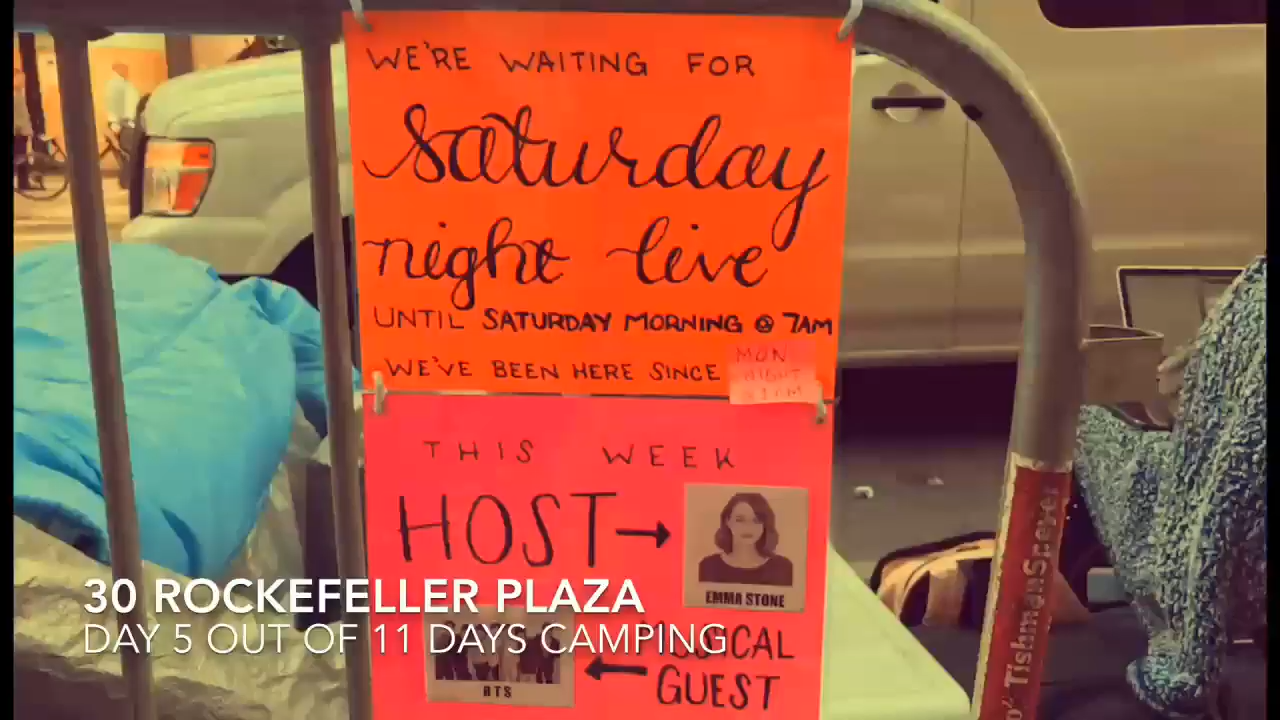 WE'RE WAITING FOR
Saturday
night live
UNTIL SATURDAY MORNING @ 7AM
WE'VE BEEN HERE SINCE MON
NIGHT
THIS WEEK
HOST→
EMMA STONE
30 ROCKEFELLER PLAZA
DAY 5 OUT OF 11 DAYS CAMPING
←MUSICAL
GUEST
BTS
TishmanSpeyer